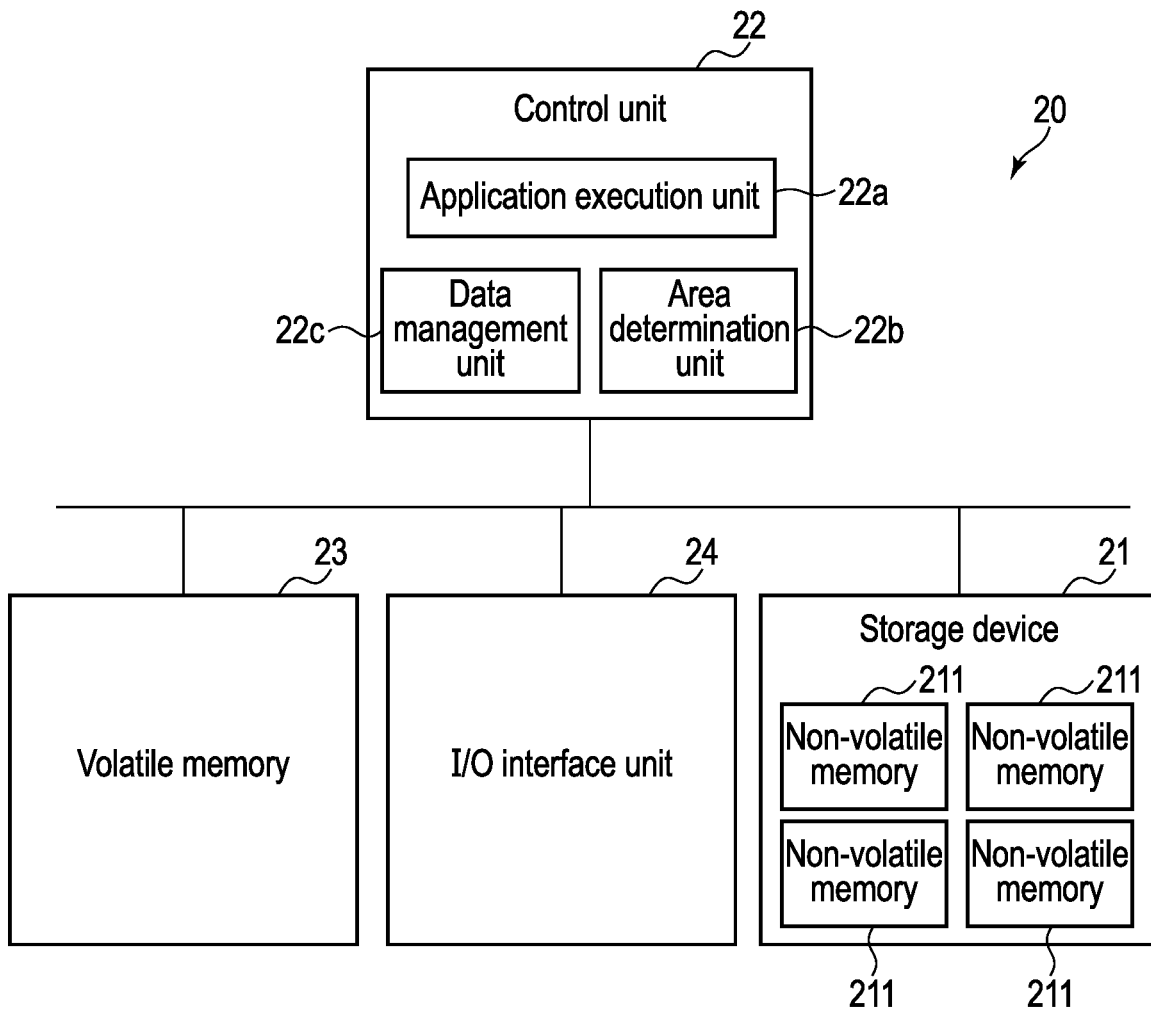 22
Control unit
20
Application execution unit
22a
Data
management
unit
22c
Area
determination
unit
22b
23
24
21
Volatile memory
I/O interface unit
Storage device
211
211
Non-volatile
memory
Non-volatile
memory
Non-volatile
memory
Non-volatile
memory
211
211